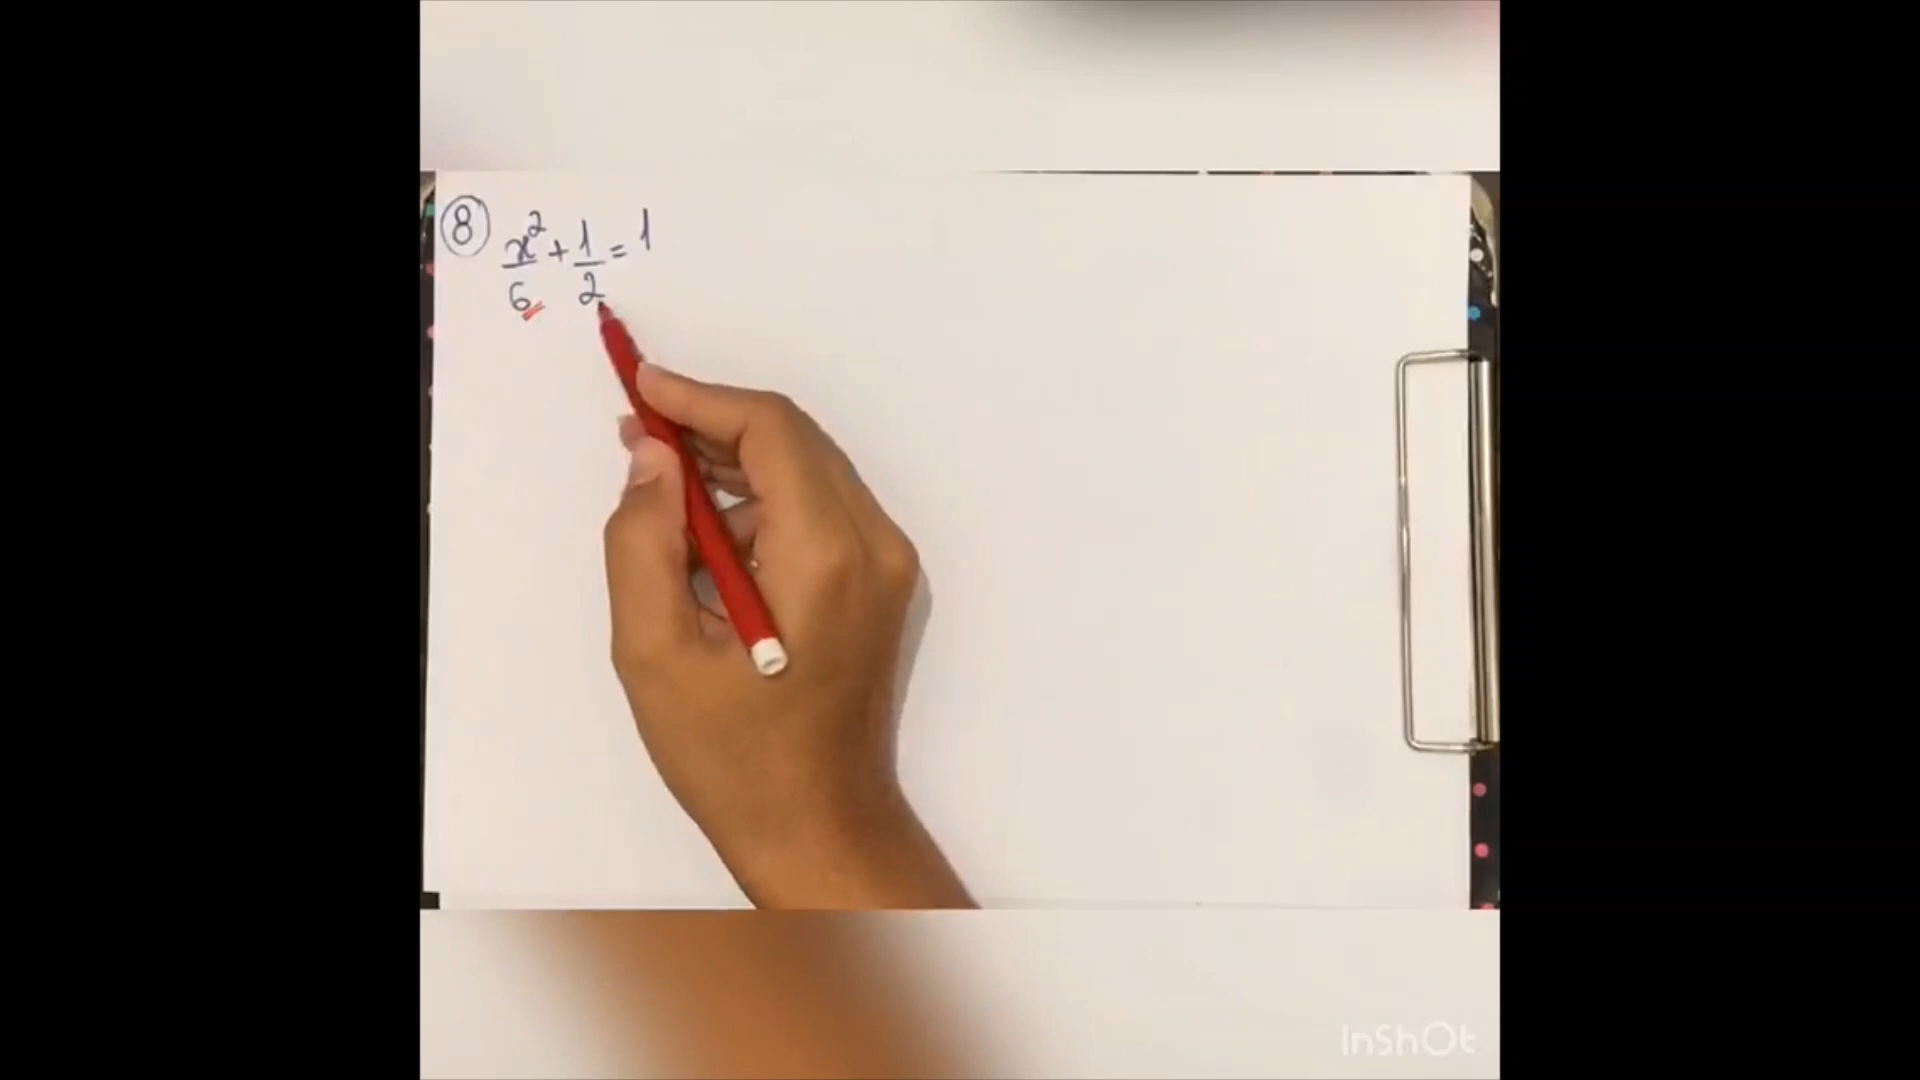 ⑧ x²/6 + 1/2 = 1
InShOt